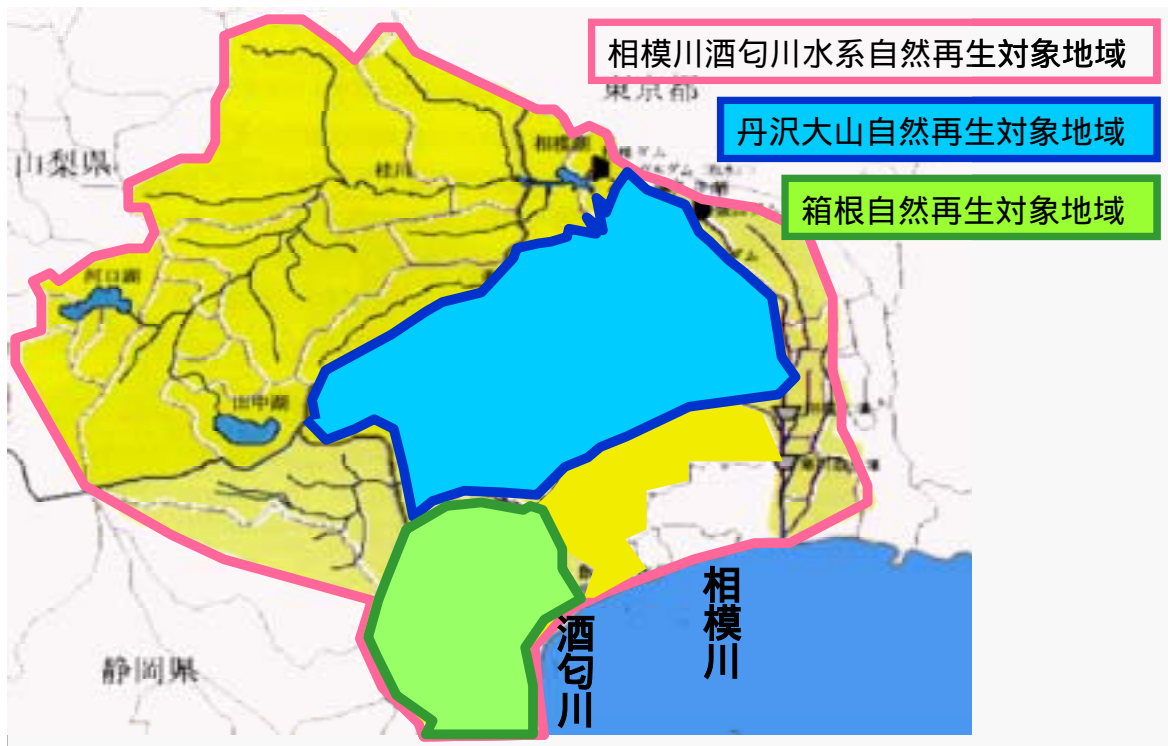 相模川酒匂川水系自然再生対象地域
東京都
丹沢大山自然再生対象地域
相模湖
山梨県
桂川
箱根自然再生対象地域
河口湖
山中湖
相模川
酒匂川
静岡県